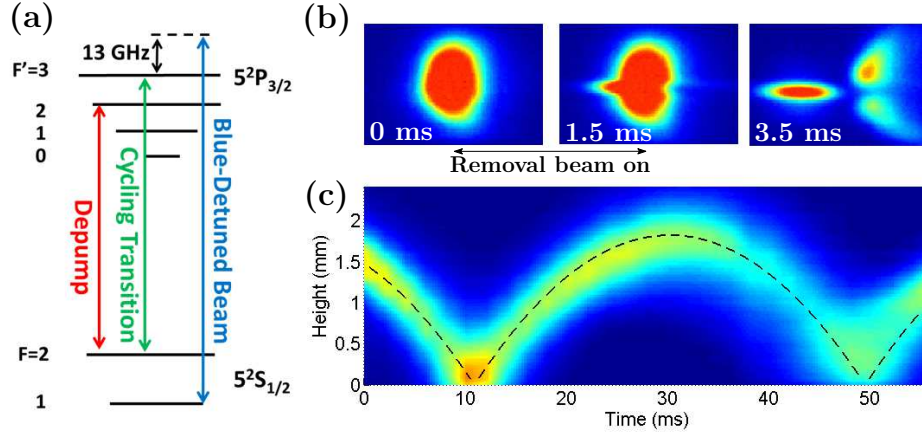 (a)
13 GHz
F'=3
5²P₃/₂
2
1
0
Depump
Cycling Transition
Blue-Detuned Beam
F=2
5²S₁/₂
1
(b)
0 ms
1.5 ms
3.5 ms
Removal beam on
(c)
Height (mm)
2
1.5
1
0.5
0
0
10
20
30
40
50
Time (ms)